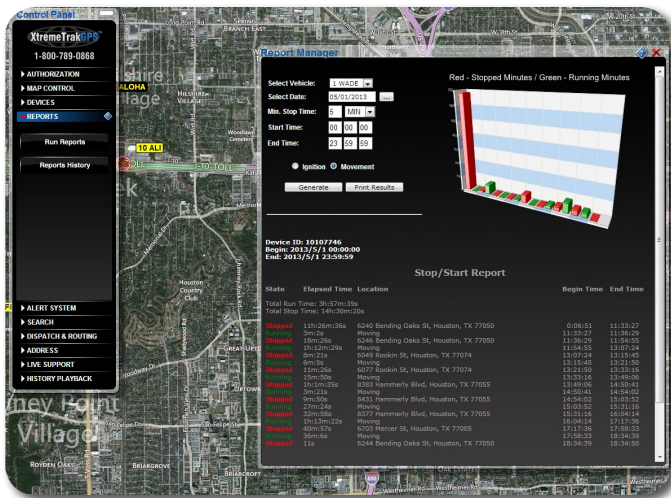 Control Panel
XtremeTrakGPS
1-800-789-0868
AUTHORIZATION
MAP CONTROL
DEVICES
REPORTS
Run Reports
Reports History
ALERT SYSTEM
SEARCH
DISPATCH & ROUTING
ADDRESS
LIVE SUPPORT
HISTORY PLAYBACK
Long Point Rd
SPRING
BRANCH EAST
W 20th St
ALOHA
HILSHIRE
VILLAGE
10 ALI
I-10 TOLL
Houston
Country
Club
Village
ROYDEN OAKS
BRIARGROVE
BRIARCROFT
San Felipe St
Westheimer Rd
610
Report Manager
Select Vehicle: 1 WADE
Select Date: 05/01/2013 ...
Min. Stop Time: 5 MIN
Start Time: 00 00 00
End Time: 23 59 59
Ignition Movement
Generate Print Results
Red - Stopped Minutes / Green - Running Minutes
Device ID: 10107746
Begin: 2013/5/1 00:00:00
End: 2013/5/1 23:59:59
Stop/Start Report
State Elapsed Time Location Begin Time End Time
Total Run Time: 3h:57m:39s
Total Stop Time: 14h:30m:20s
Stopped 11h:26m:36s 6240 Bending Oaks St, Houston, TX 77050 0:06:51 11:33:27
Running 3m:2s Moving 11:33:27 11:36:29
Stopped 18m:26s 6246 Bending Oaks St, Houston, TX 77050 11:36:29 11:54:55
Running 1h:12m:29s Moving 11:54:55 13:07:24
Stopped 8m:21s 6049 Rookin St, Houston, TX 77074 13:07:24 13:15:45
Running 6m:5s Moving 13:15:45 13:21:50
Stopped 11m:26s 6077 Rookin St, Houston, TX 77074 13:21:50 13:33:16
Running 15m:50s Moving 13:33:16 13:49:06
Stopped 1h:1m:35s 8383 Hammerly Blvd, Houston, TX 77055 13:49:06 14:50:41
Running 3m:21s Moving 14:50:41 14:54:02
Stopped 9m:50s 8431 Hammerly Blvd, Houston, TX 77055 14:54:02 15:03:52
Running 27m:24s Moving 15:03:52 15:31:16
Stopped 32m:58s 8377 Hammerly Blvd, Houston, TX 77055 15:31:16 16:04:14
Running 1h:13m:22s Moving 16:04:14 17:17:36
Stopped 40m:57s 6703 Mercer St, Houston, TX 77005 17:17:36 17:58:33
Running 36m:6s Moving 17:58:33 18:34:39
Stopped 11s 6244 Bending Oaks St, Houston, TX 77050 18:34:39 18:34:50